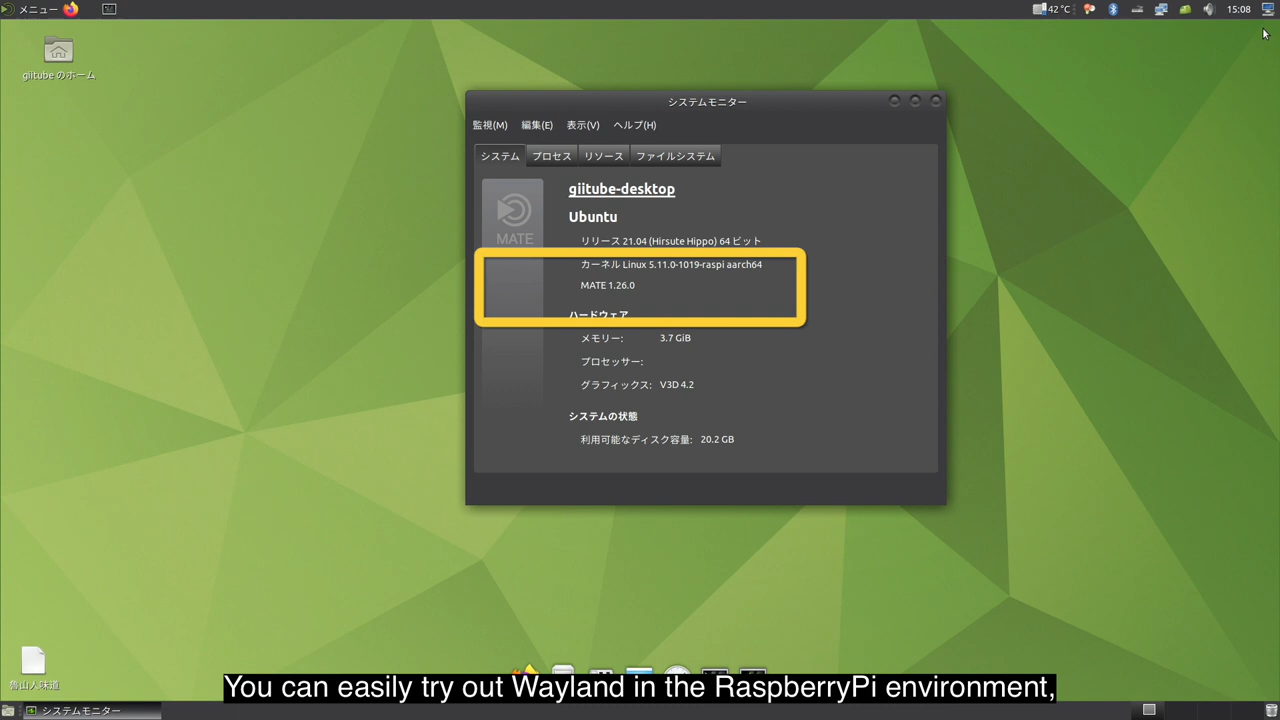 メニュー
42 °C
15:08
giitube のホーム
システムモニター
監視(M) 編集(E) 表示(V) ヘルプ(H)
システム プロセス リソース ファイルシステム
MATE
giitube-desktop
Ubuntu
リリース 21.04 (Hirsute Hippo) 64 ビット
カーネル Linux 5.11.0-1019-raspi aarch64
MATE 1.26.0
ハードウェア
メモリー: 3.7 GiB
プロセッサー:
グラフィックス: V3D 4.2
システムの状態
利用可能なディスク容量: 20.2 GB
魯山人味道
You can easily try out Wayland in the RaspberryPi environment,
システムモニター